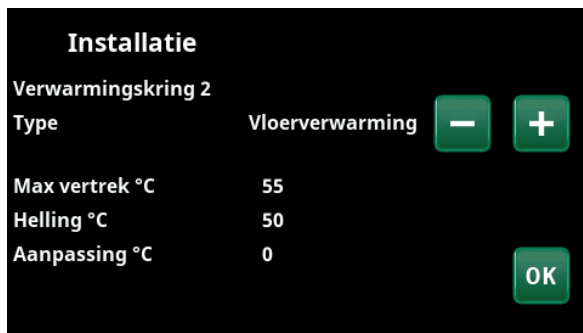 Installatie
Verwarmingskring 2
Type Vloerverwarming − +
Max vertrek °C 55
Helling °C 50
Aanpassing °C 0
OK